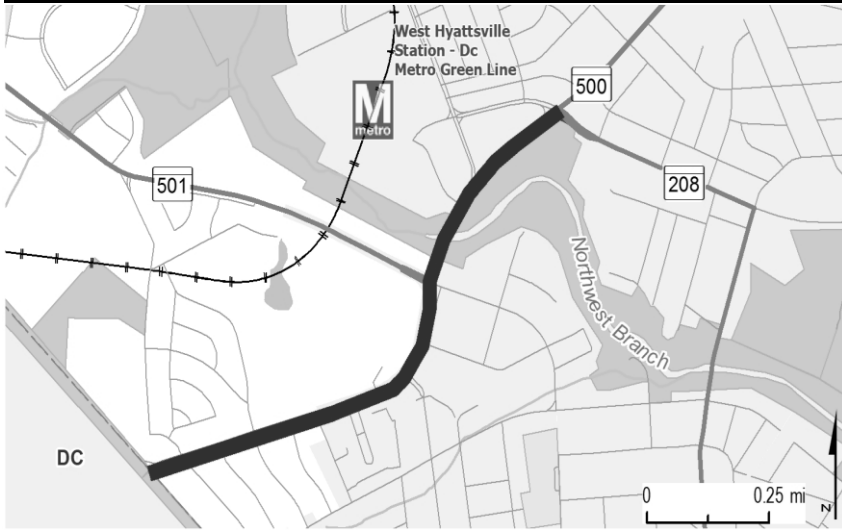 West Hyattsville
Station - Dc
Metro Green Line
M
metro
500
501
208
Northwest Branch
DC
0 0.25 mi
N